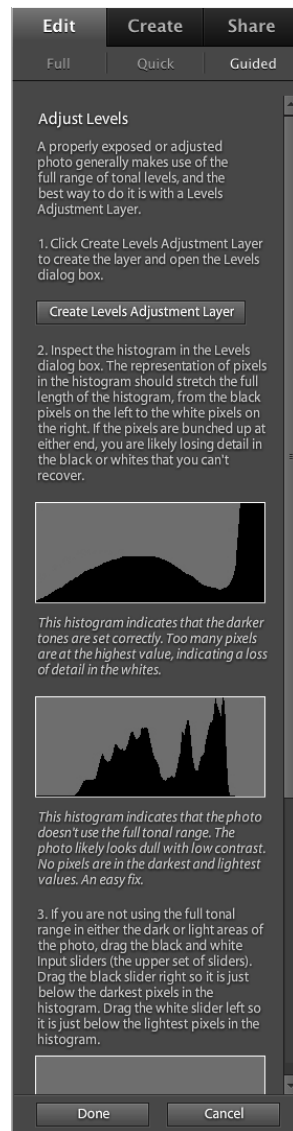 Edit Create Share
Full Quick Guided
Adjust Levels
A properly exposed or adjusted
photo generally makes use of the
full range of tonal levels, and the
best way to do it is with a Levels
Adjustment Layer.
1. Click Create Levels Adjustment Layer
to create the layer and open the Levels
dialog box.
Create Levels Adjustment Layer
2. Inspect the histogram in the Levels
dialog box. The representation of pixels
in the histogram should stretch the full
length of the histogram, from the black
pixels on the left to the white pixels on
the right. If the pixels are bunched up at
either end, you are likely losing detail in
the black or whites that you can't
recover.
This histogram indicates that the darker
tones are set correctly. Too many pixels
are at the highest value, indicating a loss
of detail in the whites.
This histogram indicates that the photo
doesn't use the full tonal range. The
photo likely looks dull with low contrast.
No pixels are in the darkest and lightest
values. An easy fix.
3. If you are not using the full tonal
range in either the dark or light areas of
the photo, drag the black and white
Input sliders (the upper set of sliders).
Drag the black slider right so it is just
below the darkest pixels in the
histogram. Drag the white slider left so
it is just below the lightest pixels in the
histogram.
Done Cancel